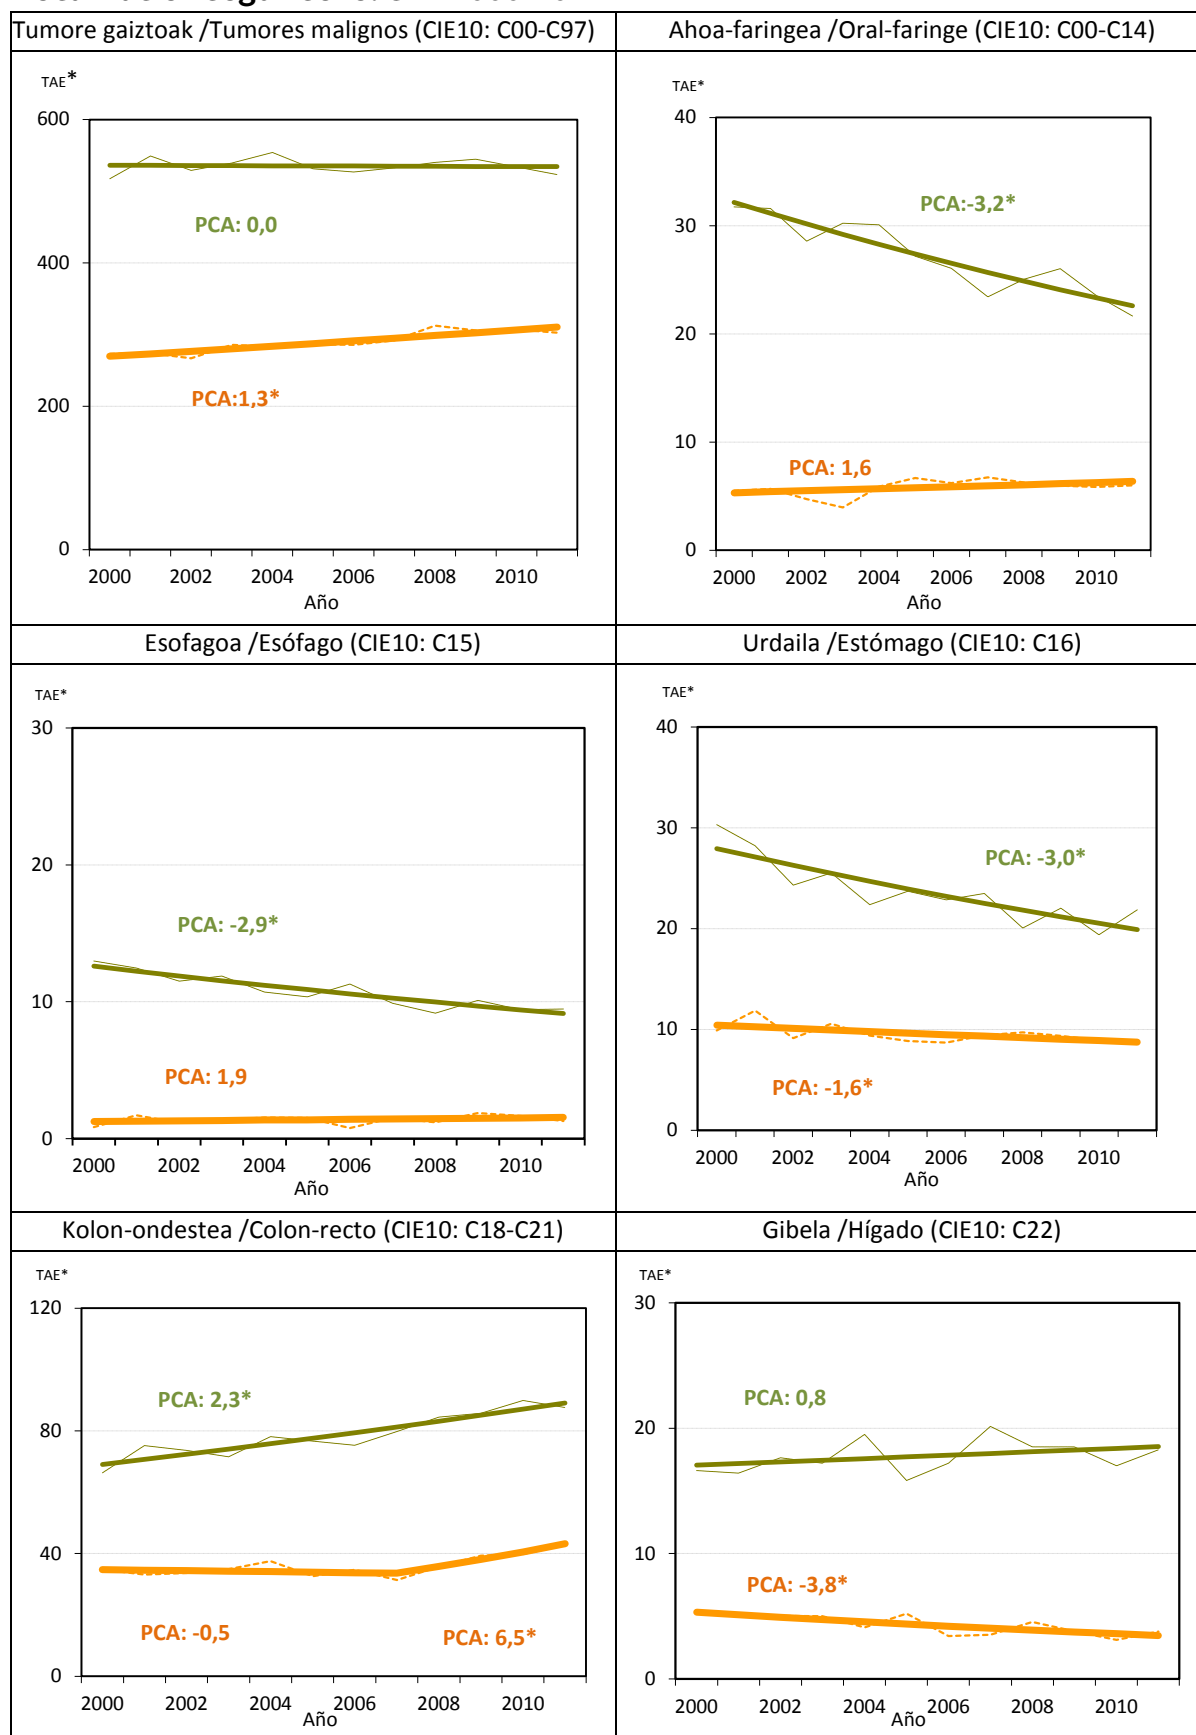 Tumore gaiztoak /Tumores malignos (CIE10: C00-C97)
TAE*
600
400
200
0
PCA: 0,0
PCA:1,3*
2000 2002 2004 2006 2008 2010
Año
Ahoa-faringea /Oral-faringe (CIE10: C00-C14)
TAE*
40
30
20
10
0
PCA:-3,2*
PCA: 1,6
2000 2002 2004 2006 2008 2010
Año
Esofagoa /Esófago (CIE10: C15)
TAE*
30
20
10
0
PCA: -2,9*
PCA: 1,9
2000 2002 2004 2006 2008 2010
Año
Urdaila /Estómago (CIE10: C16)
TAE*
40
30
20
10
0
PCA: -3,0*
PCA: -1,6*
2000 2002 2004 2006 2008 2010
Año
Kolon-ondestea /Colon-recto (CIE10: C18-C21)
TAE*
120
80
40
0
PCA: 2,3*
PCA: -0,5
PCA: 6,5*
2000 2002 2004 2006 2008 2010
Año
Gibela /Hígado (CIE10: C22)
TAE*
30
20
10
0
PCA: 0,8
PCA: -3,8*
2000 2002 2004 2006 2008 2010
Año